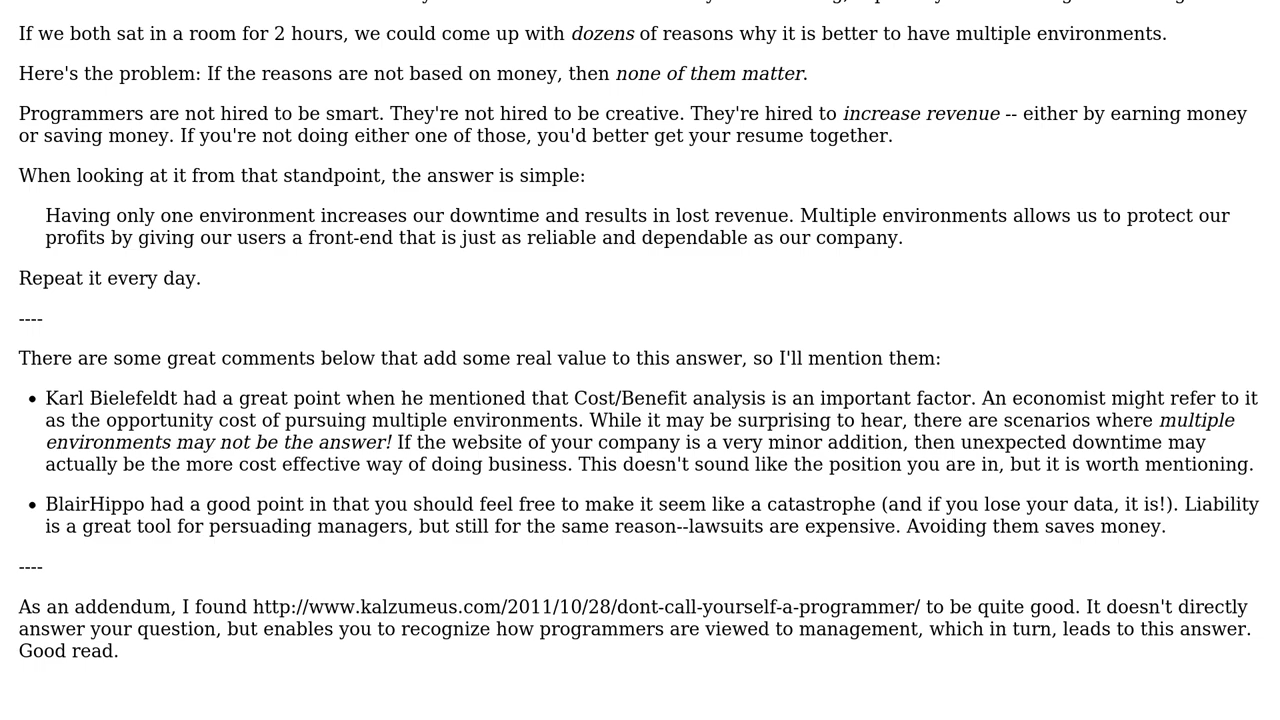 If we both sat in a room for 2 hours, we could come up with dozens of reasons why it is better to have multiple environments.
Here's the problem: If the reasons are not based on money, then none of them matter.
Programmers are not hired to be smart. They're not hired to be creative. They're hired to increase revenue -- either by earning money
or saving money. If you're not doing either one of those, you'd better get your resume together.
When looking at it from that standpoint, the answer is simple:
Having only one environment increases our downtime and results in lost revenue. Multiple environments allows us to protect our
profits by giving our users a front-end that is just as reliable and dependable as our company.
Repeat it every day.
----
There are some great comments below that add some real value to this answer, so I'll mention them:
• Karl Bielefeldt had a great point when he mentioned that Cost/Benefit analysis is an important factor. An economist might refer to it
as the opportunity cost of pursuing multiple environments. While it may be surprising to hear, there are scenarios where multiple
environments may not be the answer! If the website of your company is a very minor addition, then unexpected downtime may
actually be the more cost effective way of doing business. This doesn't sound like the position you are in, but it is worth mentioning.
• BlairHippo had a good point in that you should feel free to make it seem like a catastrophe (and if you lose your data, it is!). Liability
is a great tool for persuading managers, but still for the same reason--lawsuits are expensive. Avoiding them saves money.
----
As an addendum, I found http://www.kalzumeus.com/2011/10/28/dont-call-yourself-a-programmer/ to be quite good. It doesn't directly
answer your question, but enables you to recognize how programmers are viewed to management, which in turn, leads to this answer.
Good read.